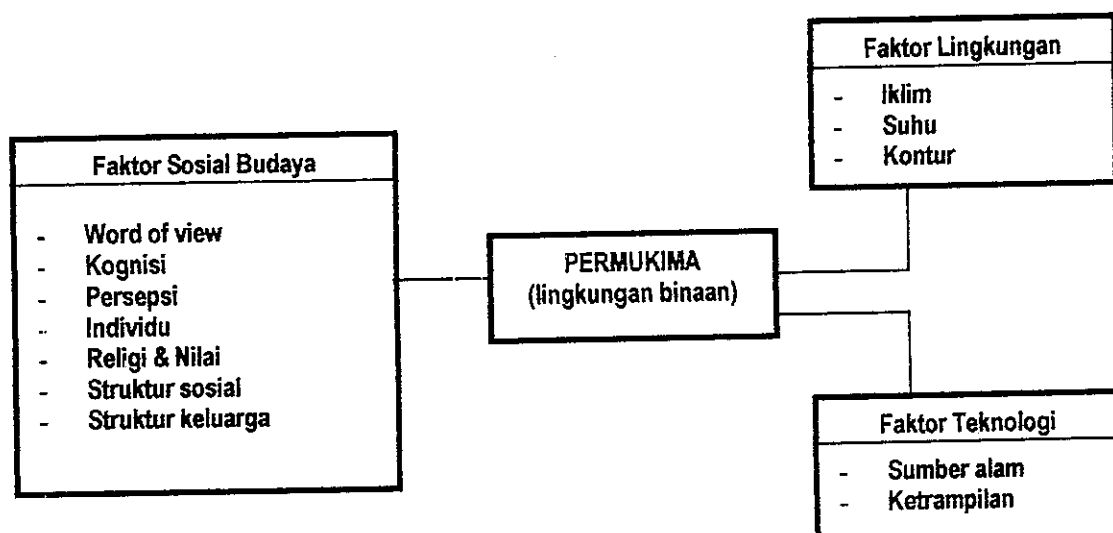 Faktor Lingkungan
- Iklim
- Suhu
- Kontur
Faktor Sosial Budaya
- Word of view
- Kognisi
- Persepsi
- Individu
- Religi & Nilai
- Struktur sosial
- Struktur keluarga
PERMUKIMA
(lingkungan binaan)
Faktor Teknologi
- Sumber alam
- Ketrampilan